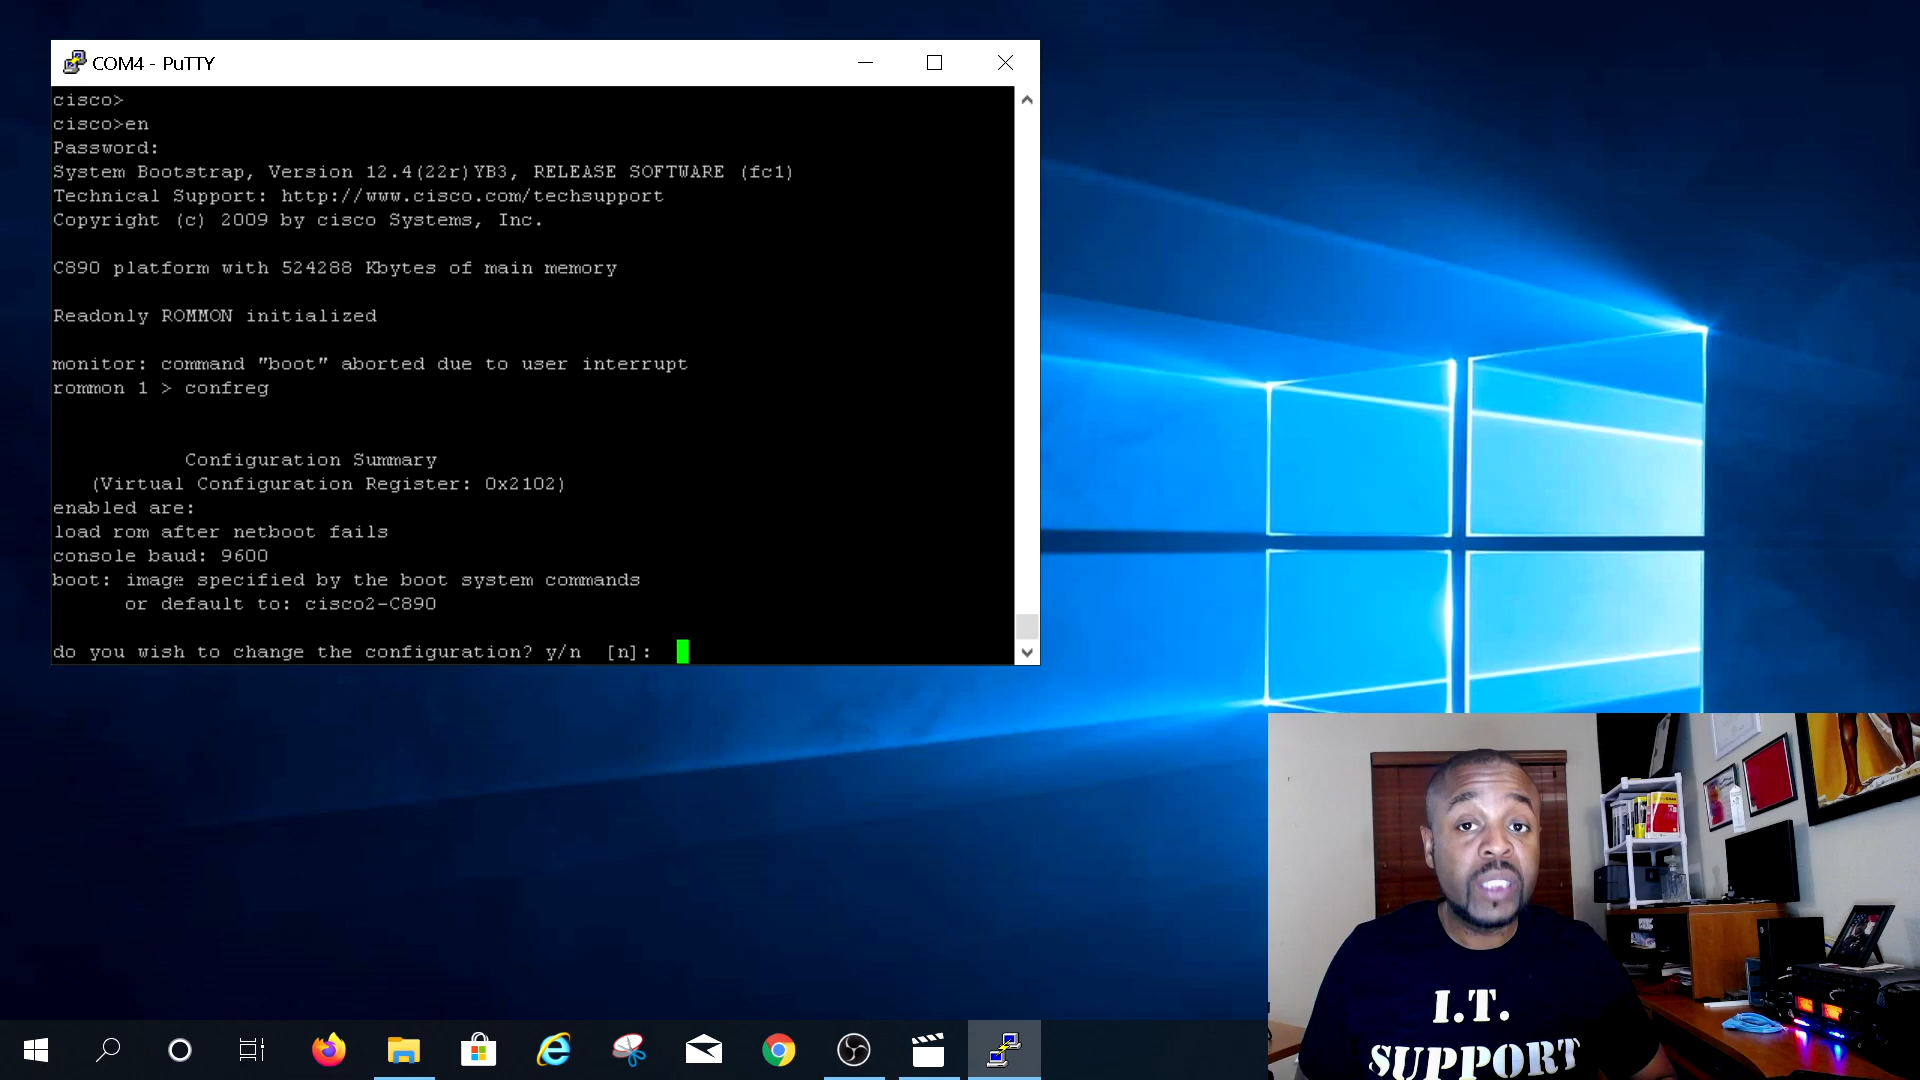 COM4 - PuTTY
cisco>
cisco>en
Password:
System Bootstrap, Version 12.4(22r)YB3, RELEASE SOFTWARE (fc1)
Technical Support: http://www.cisco.com/techsupport
Copyright (c) 2009 by cisco Systems, Inc.
C890 platform with 524288 Kbytes of main memory
Readonly ROMMON initialized
monitor: command "boot" aborted due to user interrupt
rommon 1 > confreg
Configuration Summary
(Virtual Configuration Register: 0x2102)
enabled are:
load rom after netboot fails
console baud: 9600
boot: image specified by the boot system commands
or default to: cisco2-C890
do you wish to change the configuration? y/n  [n]:
I.T.
SUPPORT